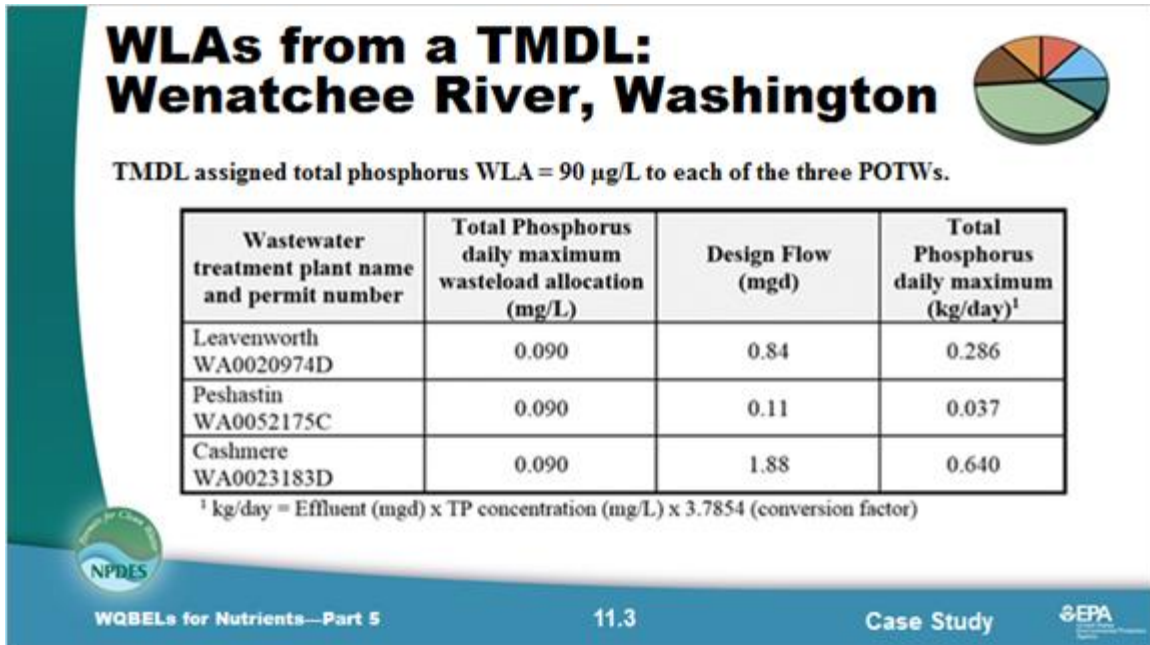 WLAs from a TMDL:
Wenatchee River, Washington
TMDL assigned total phosphorus WLA = 90 µg/L to each of the three POTWs.
Wastewater
treatment plant name
and permit number
Total Phosphorus
daily maximum
wasteload allocation
(mg/L)
Design Flow
(mgd)
Total
Phosphorus
daily maximum
(kg/day)¹
Leavenworth
WA0020974D
0.090
0.84
0.286
Peshastin
WA0052175C
0.090
0.11
0.037
Cashmere
WA0023183D
0.090
1.88
0.640
¹ kg/day = Effluent (mgd) x TP concentration (mg/L) x 3.7854 (conversion factor)
NPDES
WQBELs for Nutrients—Part 5
11.3
Case Study
EPA